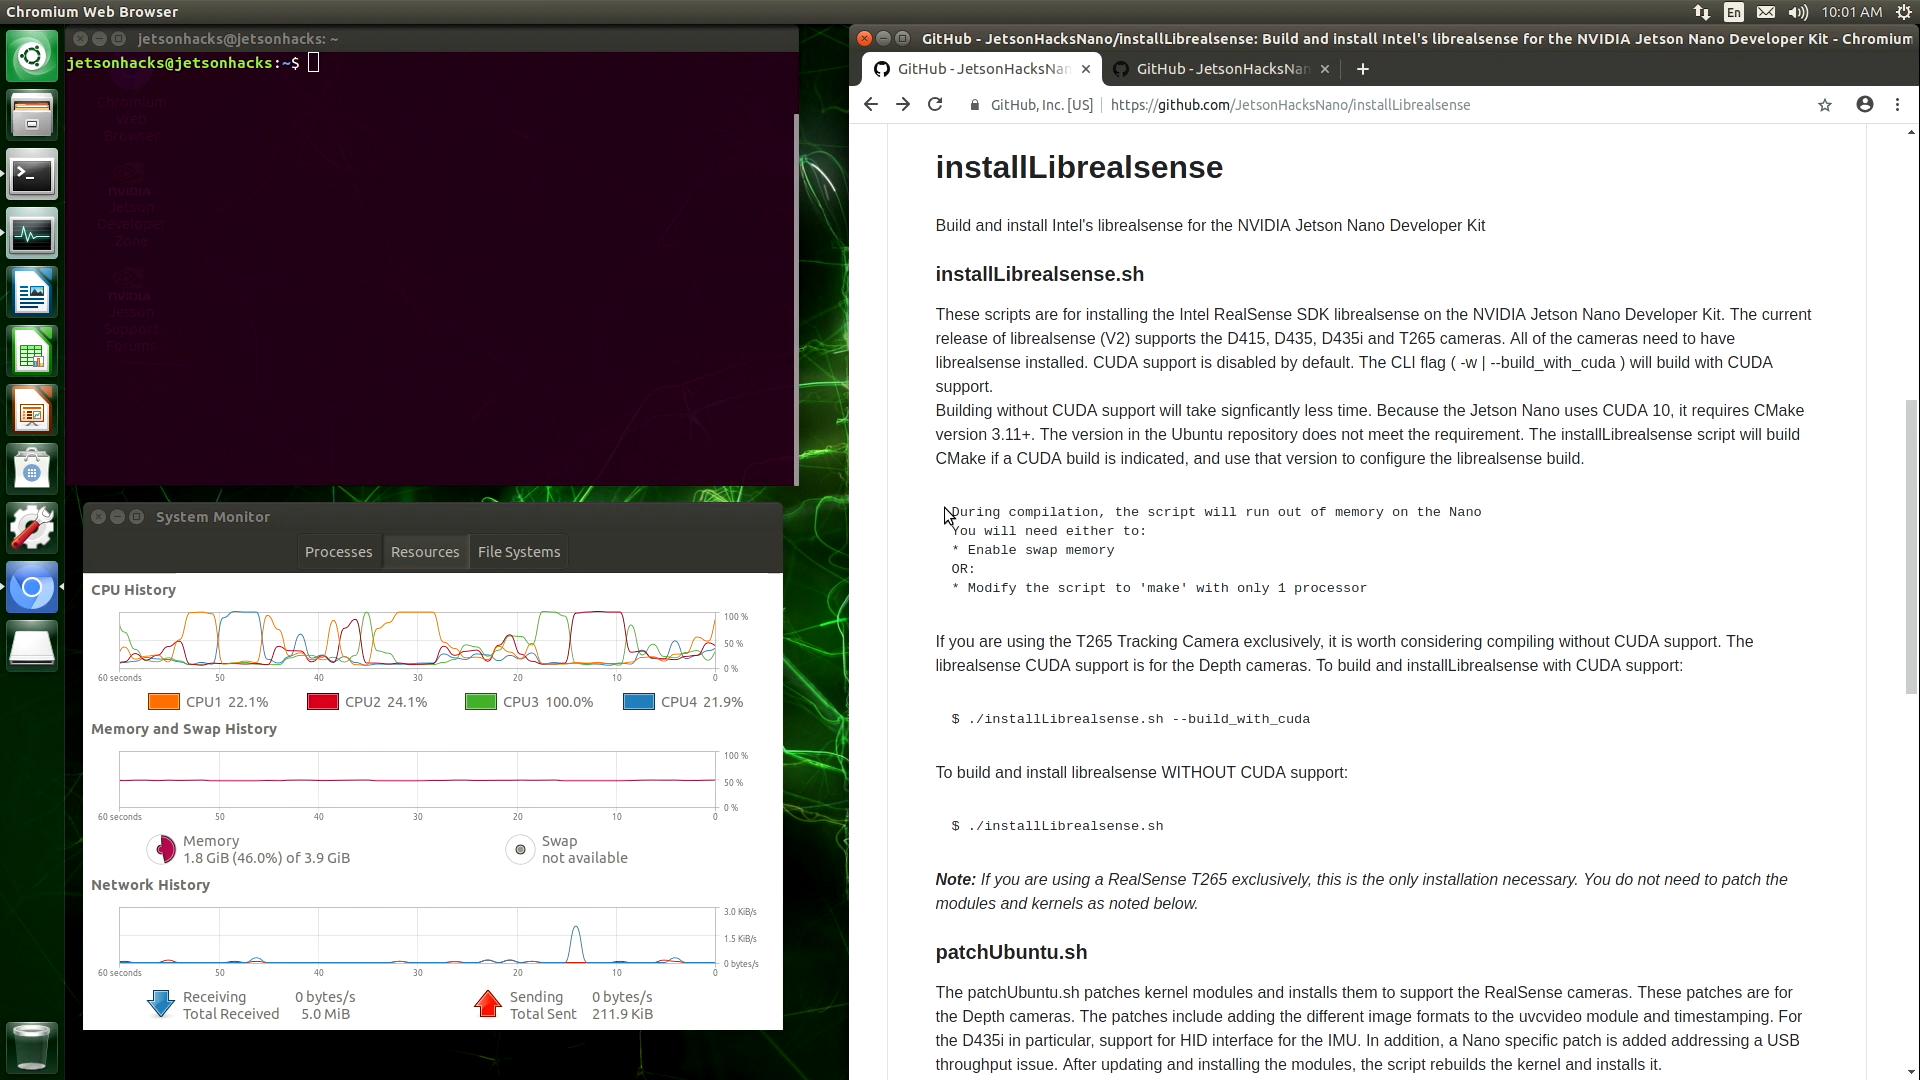 Chromium Web Browser
En
10:01 AM
jetsonhacks@jetsonhacks: ~
jetsonhacks@jetsonhacks:~$
Chromium
Web
Browser
NVIDIA
Jetson
Developer
Zone
NVIDIA
Jetson
Support
Forums
System Monitor
Processes
Resources
File Systems
CPU History
100 %
50 %
0 %
60 seconds 50 40 30 20 10 0
CPU1 22.1% CPU2 24.1% CPU3 100.0% CPU4 21.9%
Memory and Swap History
100 %
50 %
0 %
60 seconds 50 40 30 20 10 0
Memory
1.8 GiB (46.0%) of 3.9 GiB
Swap
not available
Network History
3.0 KiB/s
1.5 KiB/s
0 bytes/s
60 seconds 50 40 30 20 10 0
Receiving 0 bytes/s
Total Received 5.0 MiB
Sending 0 bytes/s
Total Sent 211.9 KiB
GitHub - JetsonHacksNano/installLibrealsense: Build and install Intel's librealsense for the NVIDIA Jetson Nano Developer Kit - Chromium
GitHub - JetsonHacksNan
GitHub - JetsonHacksNan
GitHub, Inc. [US] https://github.com/JetsonHacksNano/installLibrealsense
installLibrealsense
Build and install Intel's librealsense for the NVIDIA Jetson Nano Developer Kit
installLibrealsense.sh
These scripts are for installing the Intel RealSense SDK librealsense on the NVIDIA Jetson Nano Developer Kit. The current
release of librealsense (V2) supports the D415, D435, D435i and T265 cameras. All of the cameras need to have
librealsense installed. CUDA support is disabled by default. The CLI flag ( -w | --build_with_cuda ) will build with CUDA
support.
Building without CUDA support will take signficantly less time. Because the Jetson Nano uses CUDA 10, it requires CMake
version 3.11+. The version in the Ubuntu repository does not meet the requirement. The installLibrealsense script will build
CMake if a CUDA build is indicated, and use that version to configure the librealsense build.
During compilation, the script will run out of memory on the Nano
You will need either to:
* Enable swap memory
OR:
* Modify the script to 'make' with only 1 processor
If you are using the T265 Tracking Camera exclusively, it is worth considering compiling without CUDA support. The
librealsense CUDA support is for the Depth cameras. To build and installLibrealsense with CUDA support:
$ ./installLibrealsense.sh --build_with_cuda
To build and install librealsense WITHOUT CUDA support:
$ ./installLibrealsense.sh
Note: If you are using a RealSense T265 exclusively, this is the only installation necessary. You do not need to patch the
modules and kernels as noted below.
patchUbuntu.sh
The patchUbuntu.sh patches kernel modules and installs them to support the RealSense cameras. These patches are for
the Depth cameras. The patches include adding the different image formats to the uvcvideo module and timestamping. For
the D435i in particular, support for HID interface for the IMU. In addition, a Nano specific patch is added addressing a USB
throughput issue. After updating and installing the modules, the script rebuilds the kernel and installs it.